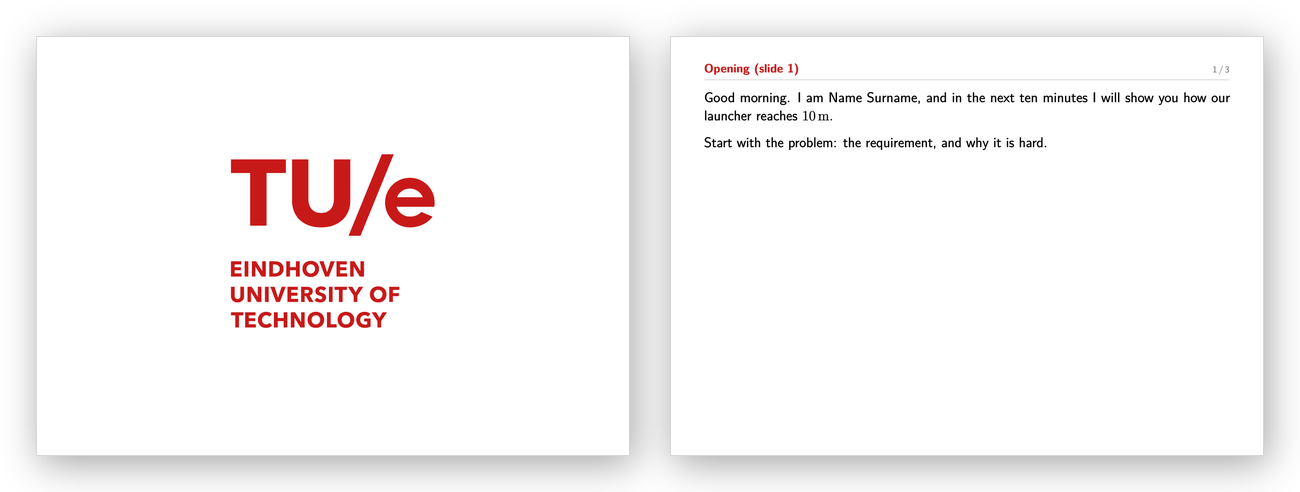 TU/e
EINDHOVEN
UNIVERSITY OF
TECHNOLOGY
Opening (slide 1)
1 / 3
Good morning. I am Name Surname, and in the next ten minutes I will show you how our
launcher reaches 10 m.
Start with the problem: the requirement, and why it is hard.